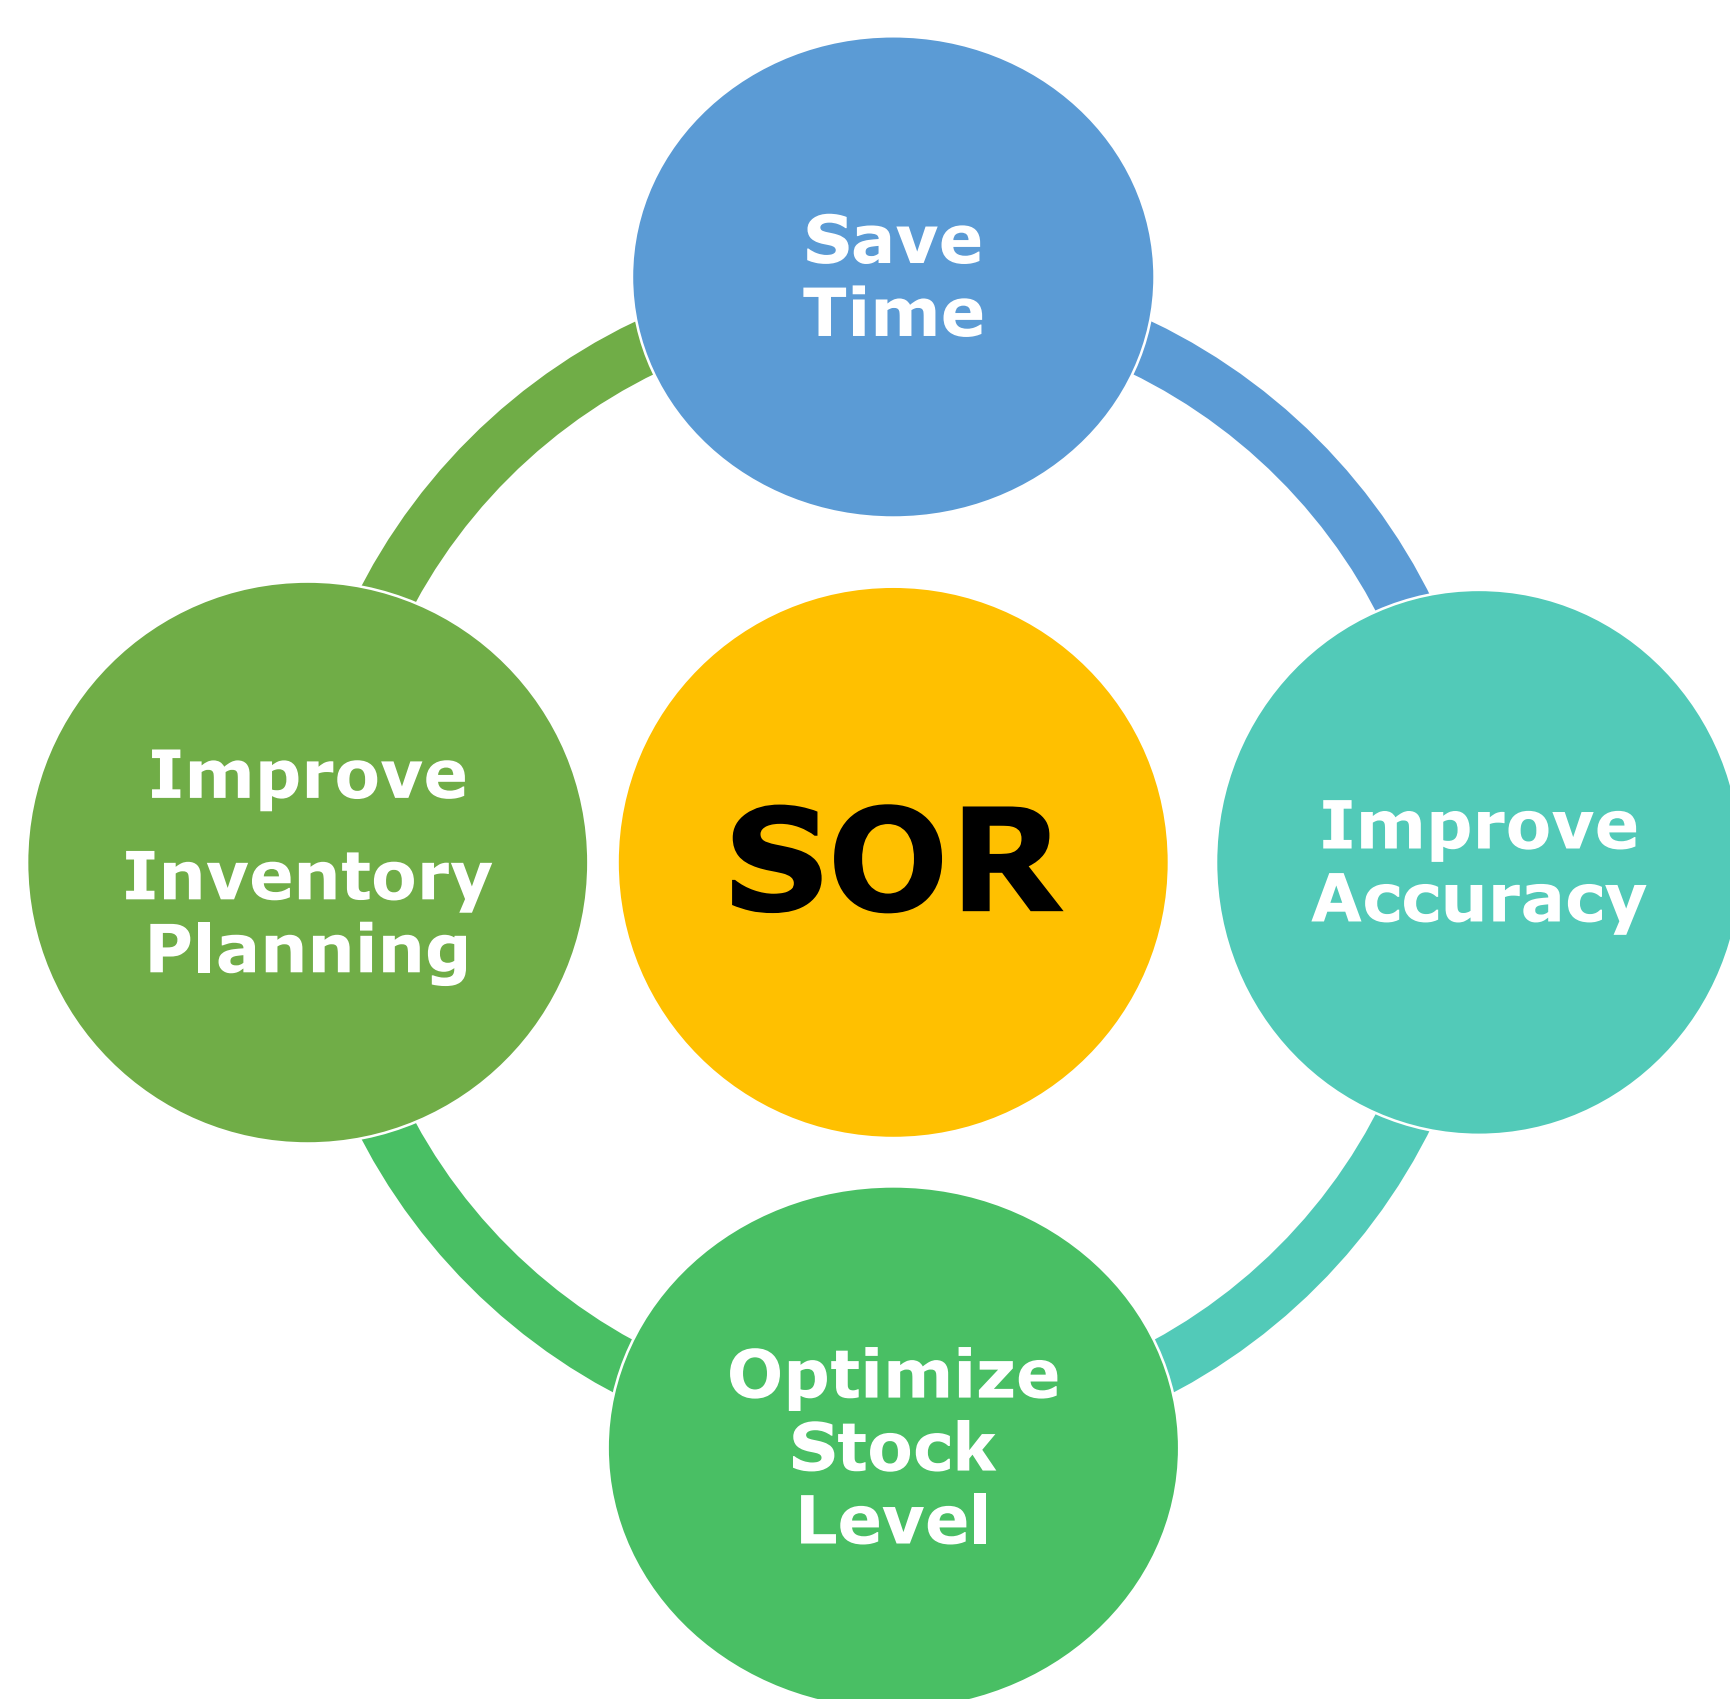 Save
Time
Improve
Inventory
Planning
SOR
Improve
Accuracy
Optimize
Stock
Level